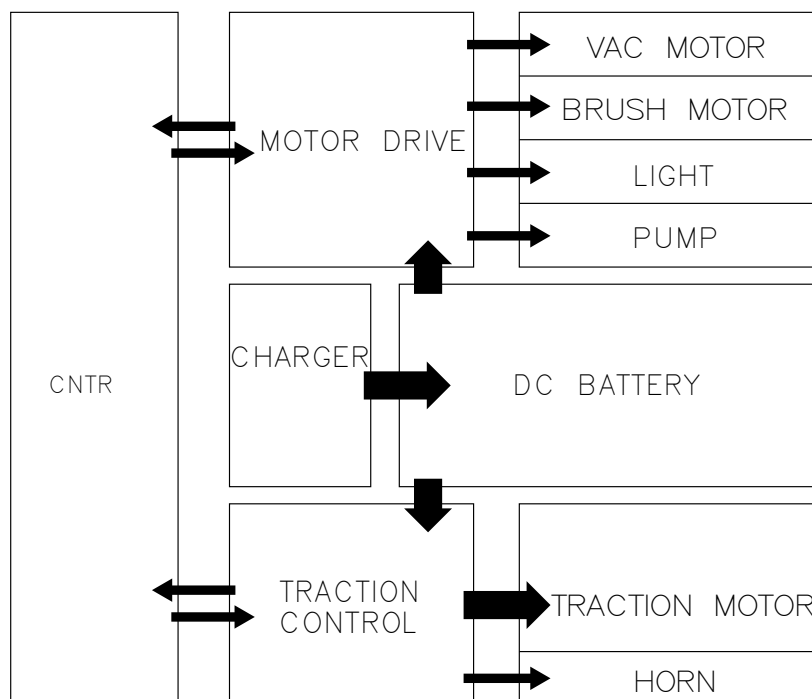 VAC MOTOR
BRUSH MOTOR
MOTOR DRIVE
LIGHT
PUMP
CHARGER
CNTR
DC BATTERY
TRACTION
CONTROL
TRACTION MOTOR
HORN